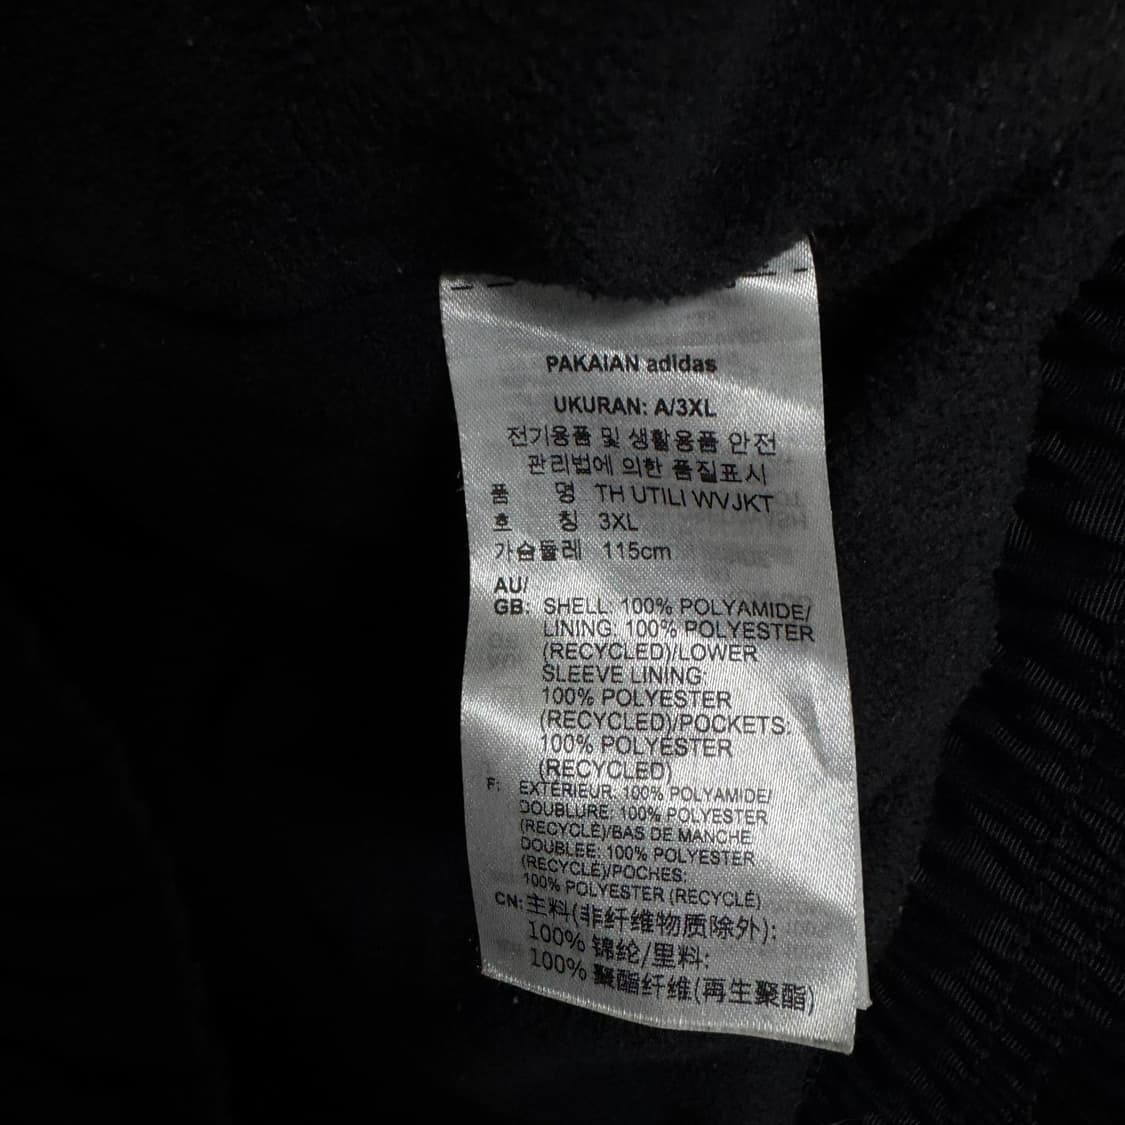 PAKAIAN adidas
UKURAN: A/3XL
전기용품 및 생활용품 안전
관리법에 의한 품질표시
품 명 TH UTILI WVJKT
호 칭 3XL
가슴둘레 115cm
AU/
GB: SHELL: 100% POLYAMIDE/
LINING: 100% POLYESTER
(RECYCLED)/LOWER
SLEEVE LINING:
100% POLYESTER
(RECYCLED)/POCKETS:
100% POLYESTER
(RECYCLED)
F: EXTÉRIEUR: 100% POLYAMIDE/
DOUBLURE: 100% POLYESTER
(RECYCLÉ)/BAS DE MANCHE
DOUBLÉE: 100% POLYESTER
(RECYCLÉ)/POCHES:
100% POLYESTER (RECYCLÉ)
CN: 主料(非纤维物质除外):
100% 锦纶/里料:
100% 聚酯纤维(再生聚酯)